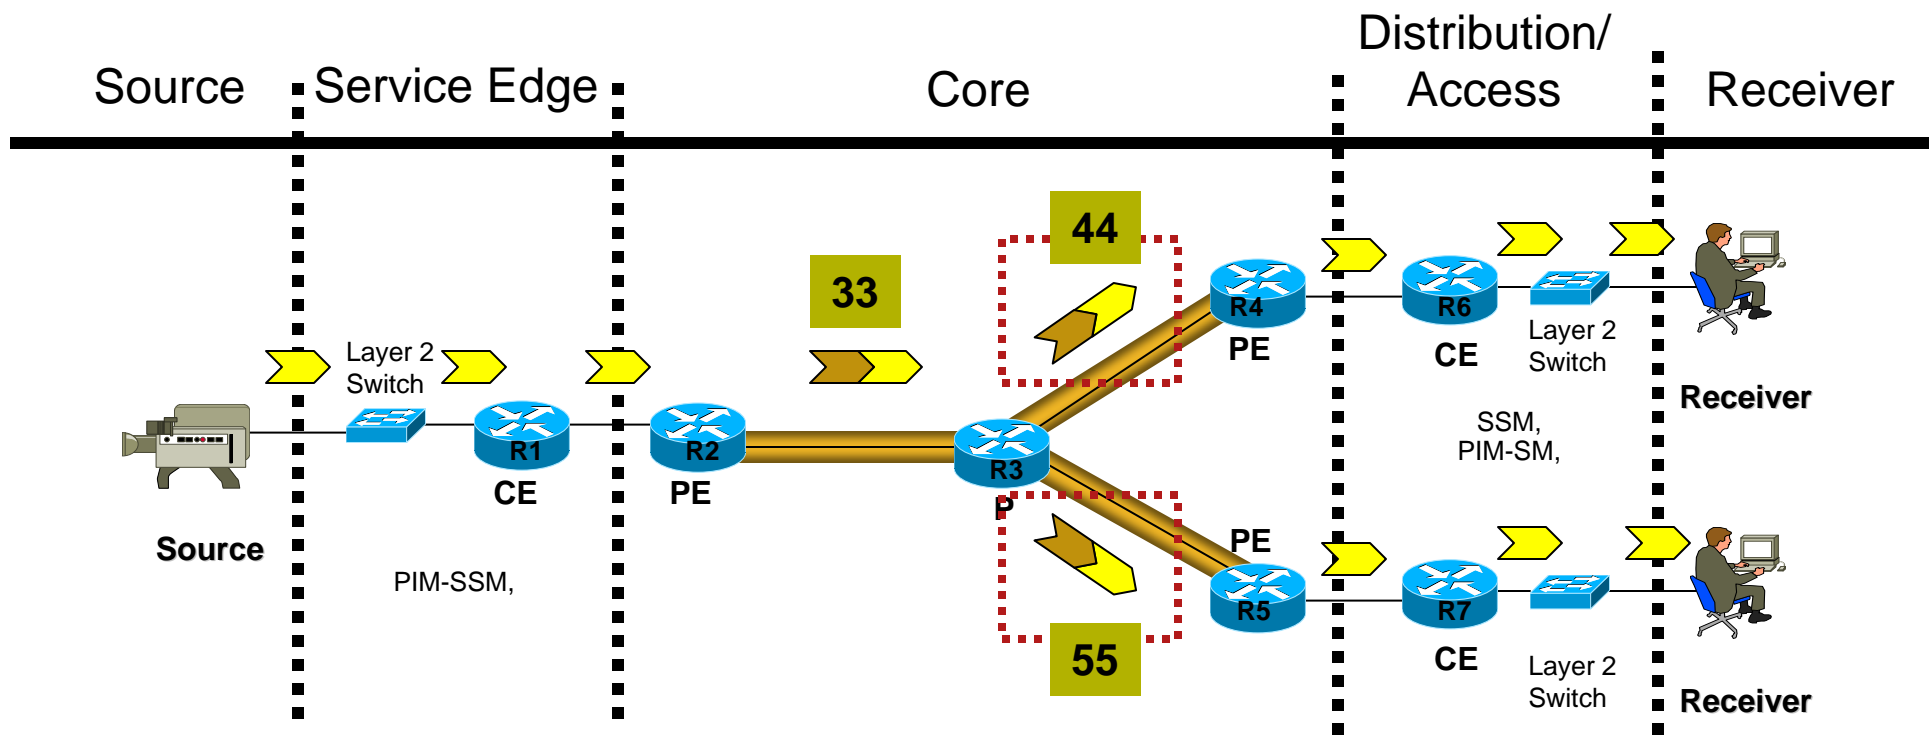 Source
Service Edge
Core
Distribution/
Access
Receiver
44
33
R4
PE
R6
CE
Layer 2
Switch
Receiver
Layer 2
Switch
R1
CE
R2
PE
R3
P
SSM,
PIM-SM,
Source
PIM-SSM,
PE
R5
R7
CE
55
Layer 2
Switch
Receiver